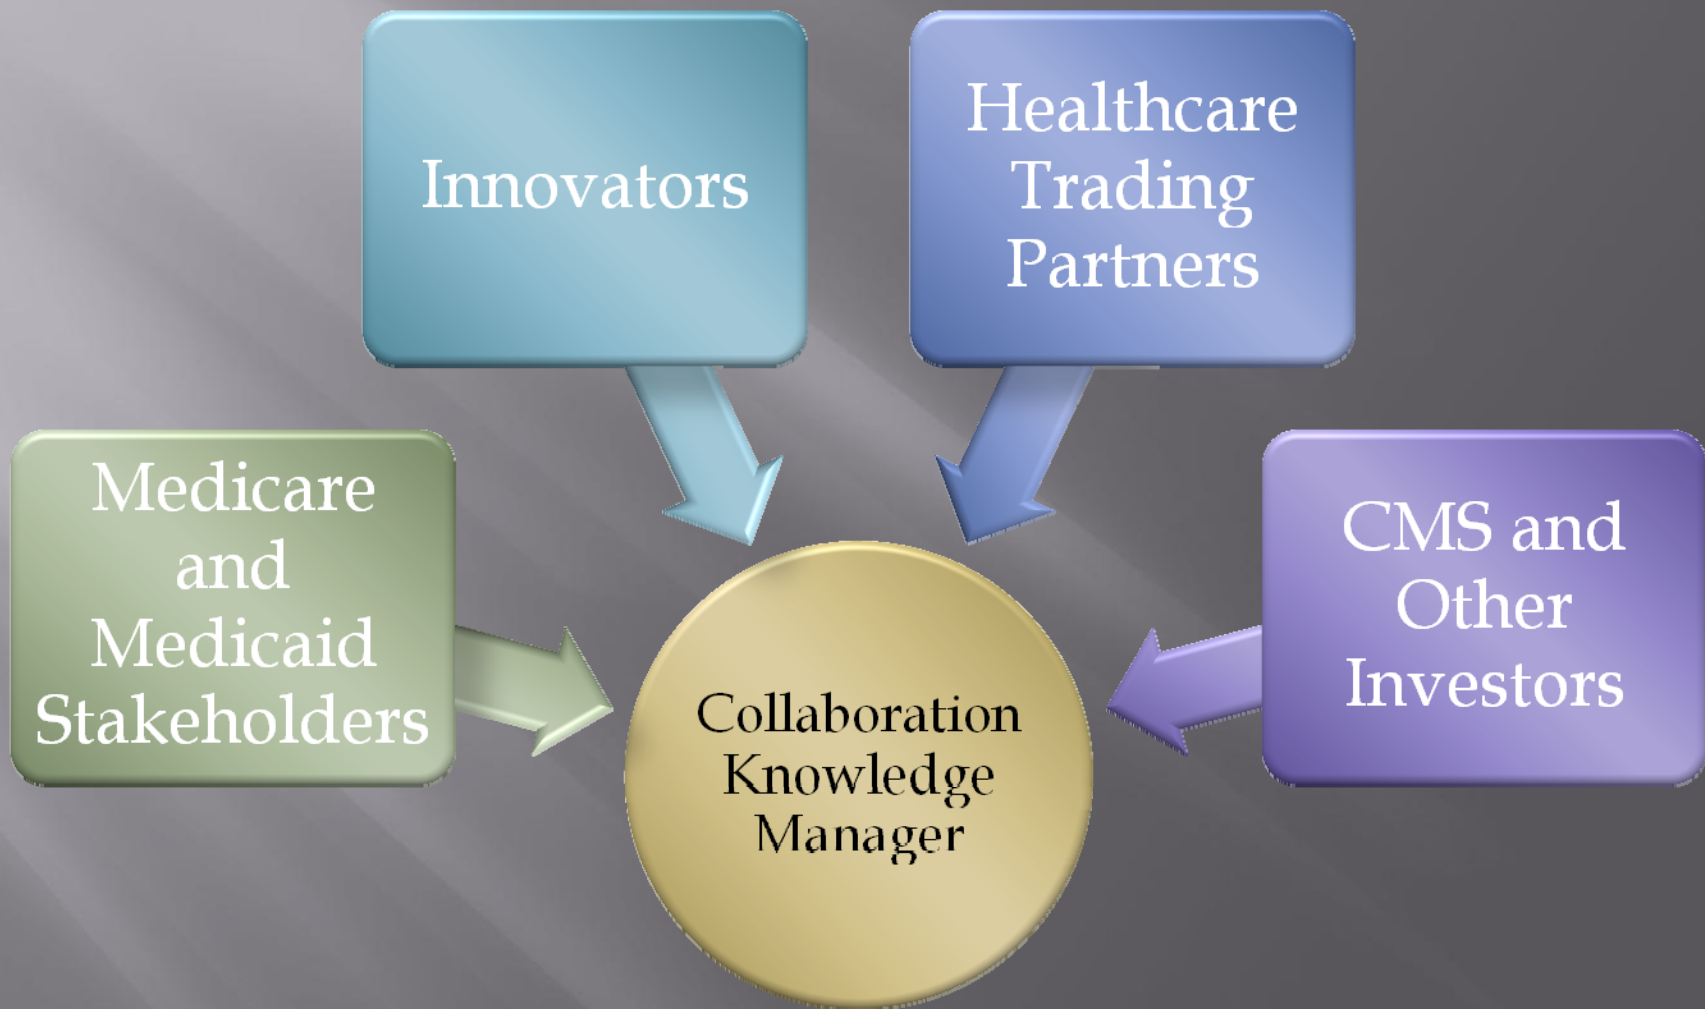 Innovators
Healthcare
Trading
Partners
Medicare
and
Medicaid
Stakeholders
CMS and
Other
Investors
Collaboration
Knowledge
Manager